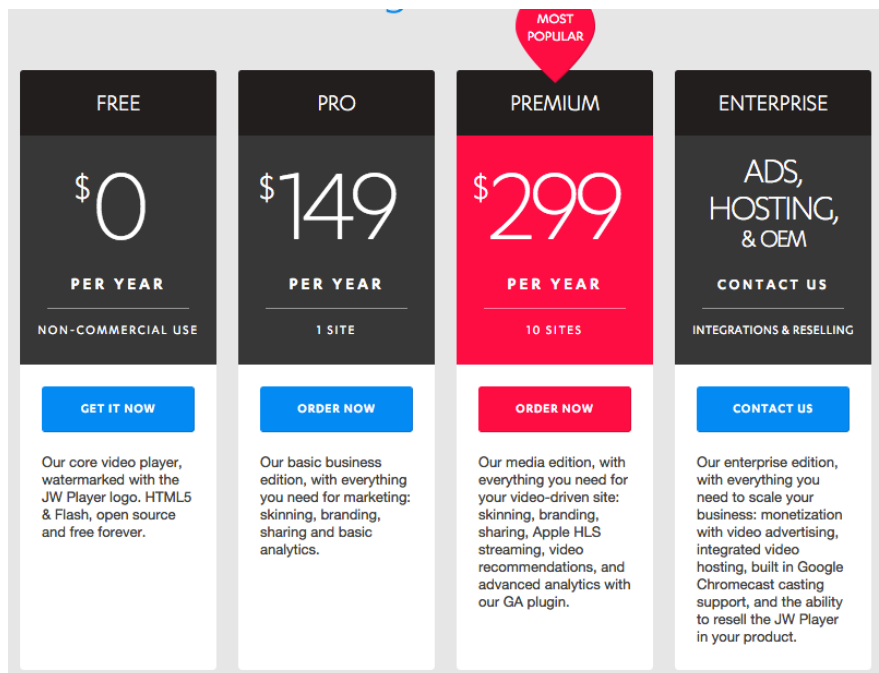 MOST
POPULAR
FREE
$0
PER YEAR
NON-COMMERCIAL USE
GET IT NOW
Our core video player,
watermarked with the
JW Player logo. HTML5
& Flash, open source
and free forever.
PRO
$149
PER YEAR
1 SITE
ORDER NOW
Our basic business
edition, with everything
you need for marketing:
skinning, branding,
sharing and basic
analytics.
PREMIUM
$299
PER YEAR
10 SITES
ORDER NOW
Our media edition, with
everything you need for
your video-driven site:
skinning, branding,
sharing, Apple HLS
streaming, video
recommendations, and
advanced analytics with
our GA plugin.
ENTERPRISE
ADS,
HOSTING,
& OEM
CONTACT US
INTEGRATIONS & RESELLING
CONTACT US
Our enterprise edition,
with everything you
need to scale your
business: monetization
with video advertising,
integrated video
hosting, built in Google
Chromecast casting
support, and the ability
to resell the JW Player
in your product.